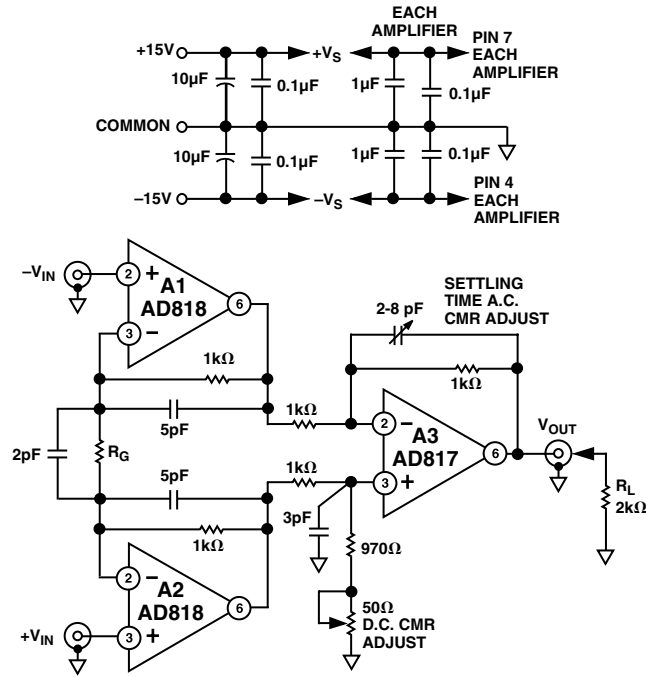 EACH
AMPLIFIER
+15V
+VS
PIN 7
EACH
AMPLIFIER
10µF
0.1µF
1µF
0.1µF
COMMON
10µF
0.1µF
1µF
0.1µF
–15V
–VS
PIN 4
EACH
AMPLIFIER
–VIN
2
+
A1
AD818
6
3
–
1kΩ
5pF
2pF
RG
5pF
1kΩ
2
–
A2
AD818
6
+VIN
3
+
SETTLING
TIME A.C.
CMR ADJUST
2-8 pF
1kΩ
1kΩ
2
–
A3
AD817
6
VOUT
1kΩ
3
+
RL
2kΩ
3pF
970Ω
50Ω
D.C. CMR
ADJUST